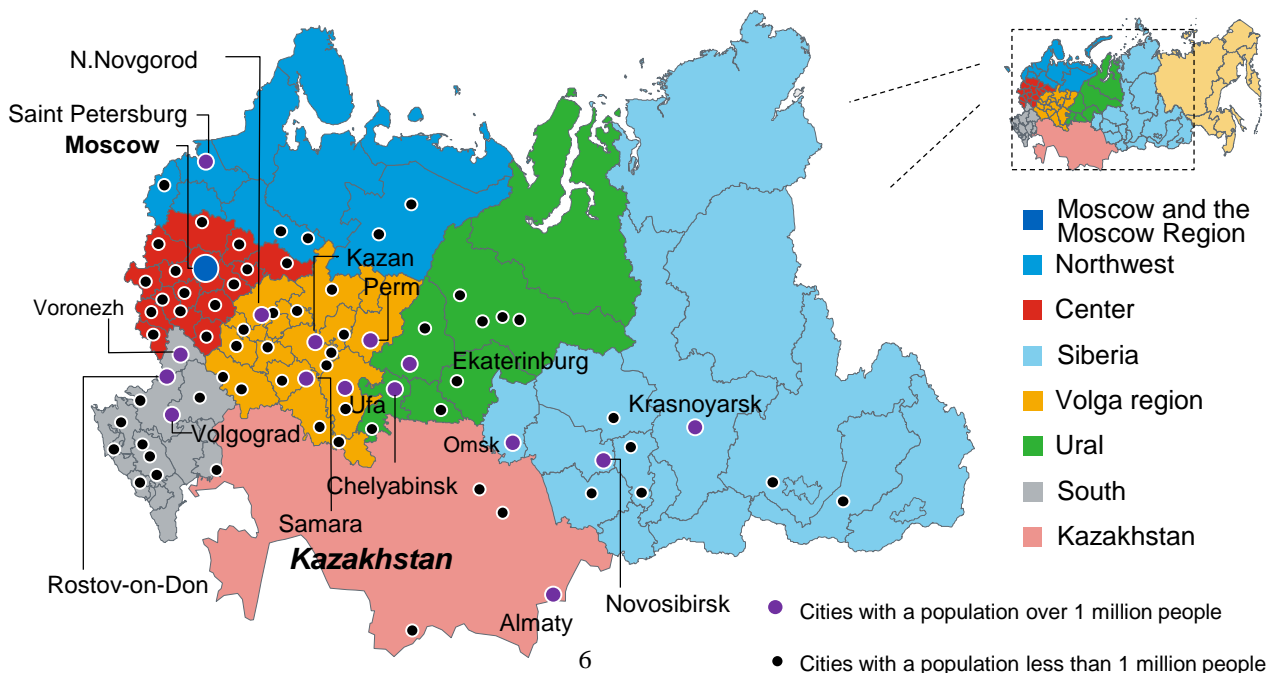 N.Novgorod
Saint Petersburg
Moscow
Kazan
Perm
Voronezh
Ekaterinburg
Ufa
Krasnoyarsk
Volgograd
Omsk
Chelyabinsk
Samara
Kazakhstan
Rostov-on-Don
Novosibirsk
Almaty
6
Moscow and the
Moscow Region
Northwest
Center
Siberia
Volga region
Ural
South
Kazakhstan
Cities with a population over 1 million people
Cities with a population less than 1 million people